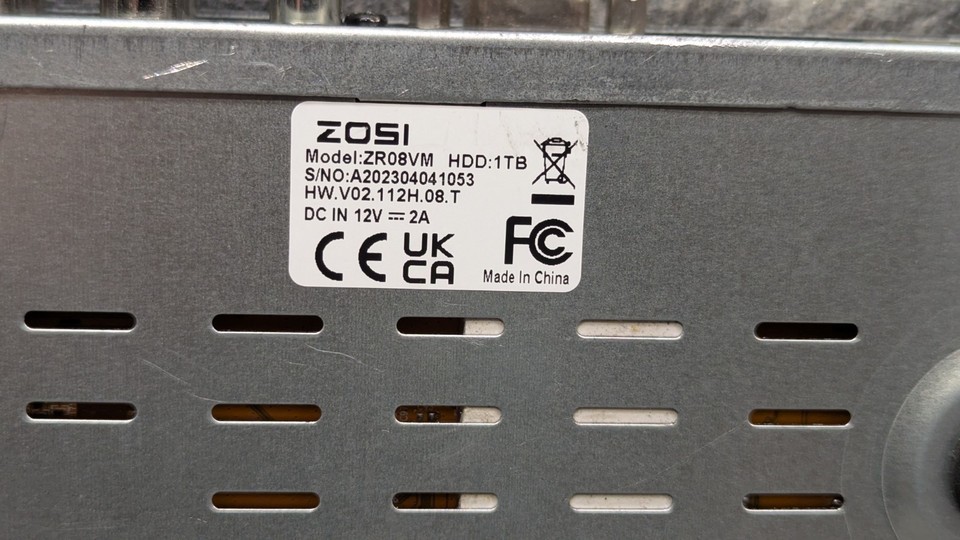 ZOSI
Model:ZR08VM HDD:1TB
S/NO:A202304041053
HW.V02.112H.08.T
DC IN 12V ⎓ 2A
CE UK CA FC
Made In China